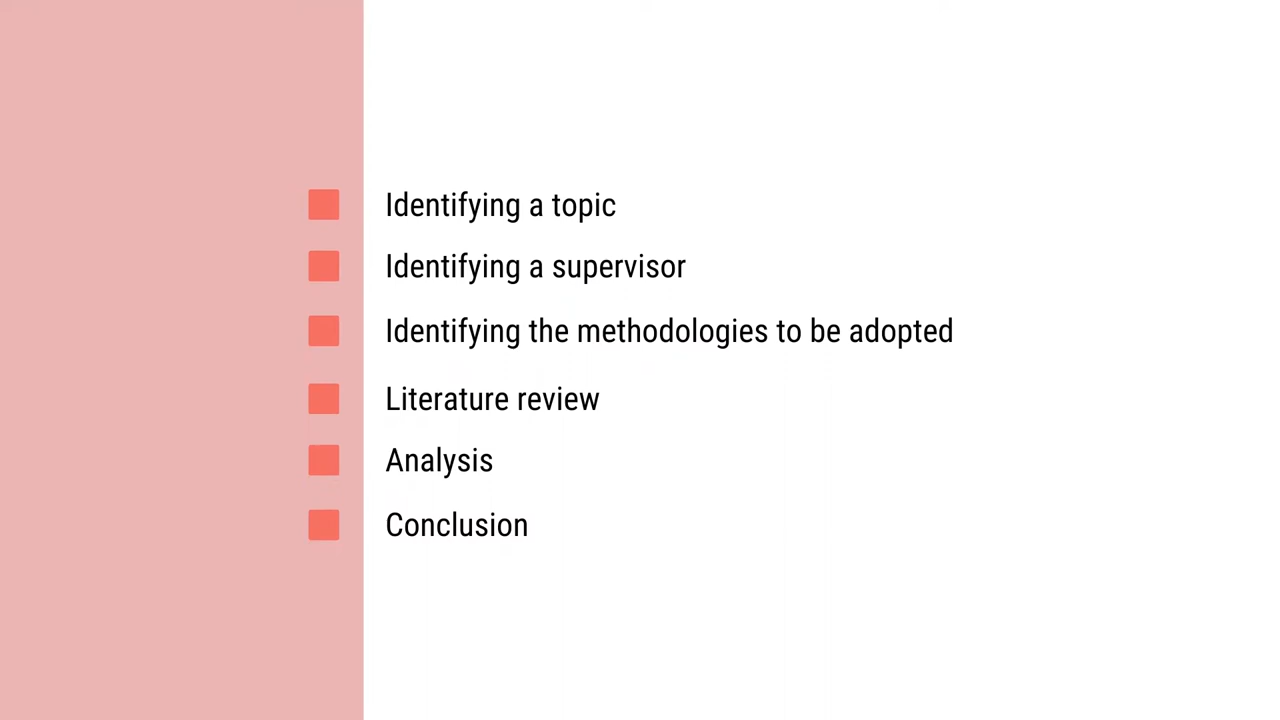 Identifying a topic
Identifying a supervisor
Identifying the methodologies to be adopted
Literature review
Analysis
Conclusion